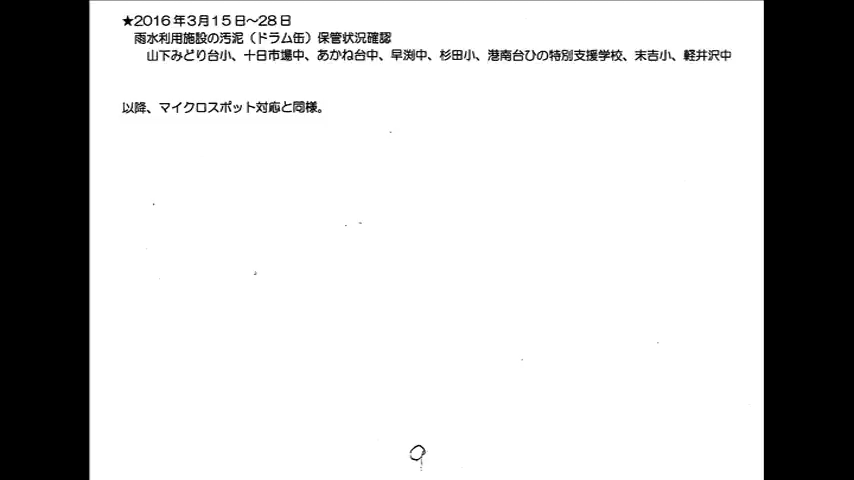 ★2016年3月15日～28日
雨水利用施設の汚泥（ドラム缶）保管状況確認
山下みどり台小、十日市場中、あかね台中、早渕中、杉田小、港南台ひの特別支援学校、末吉小、軽井沢中
以降、マイクロスポット対応と同様。
9